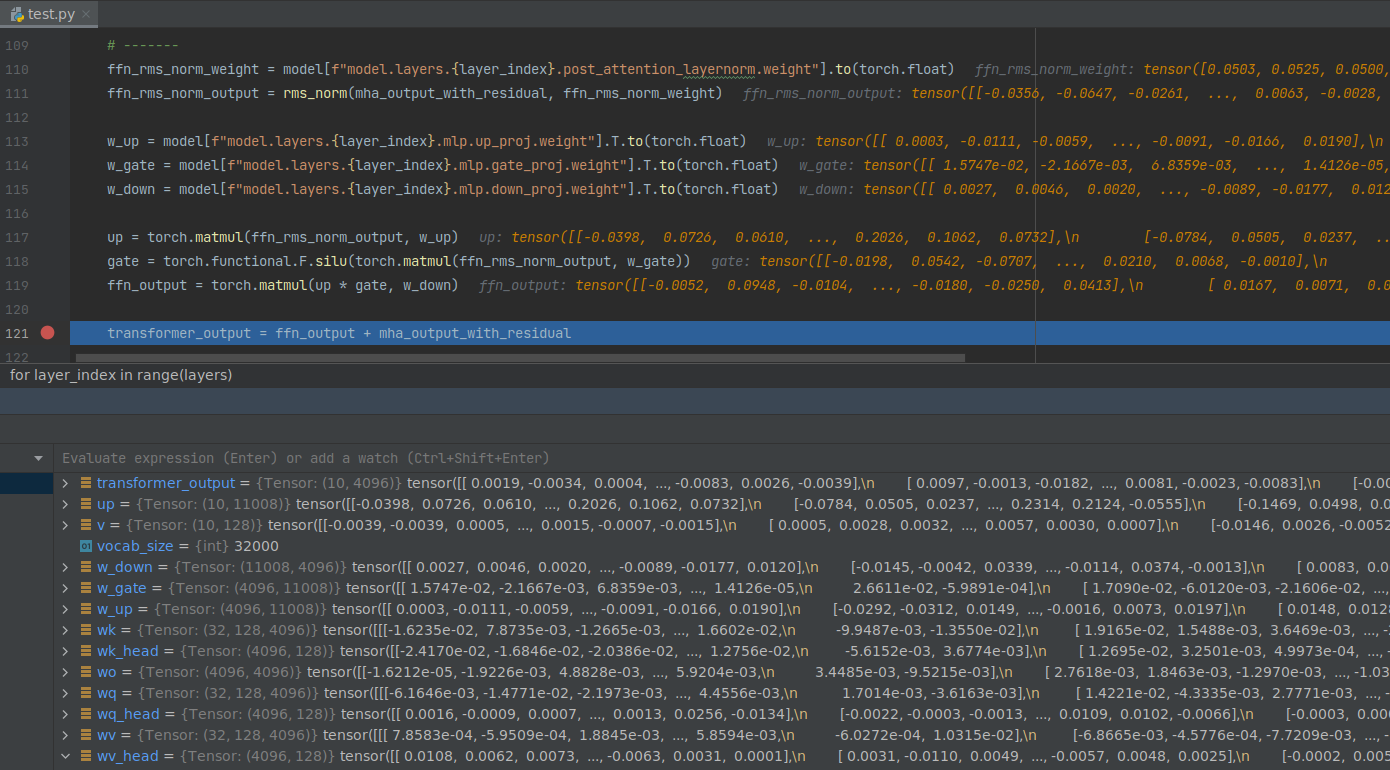 test.py ×
109 # -------
110 ffn_rms_norm_weight = model[f"model.layers.{layer_index}.post_attention_layernorm.weight"].to(torch.float) ffn_rms_norm_weight: tensor([0.0503, 0.0525, 0.0500,
111 ffn_rms_norm_output = rms_norm(mha_output_with_residual, ffn_rms_norm_weight) ffn_rms_norm_output: tensor([[-0.0356, -0.0647, -0.0261, ..., 0.0063, -0.0028,
112
113 w_up = model[f"model.layers.{layer_index}.mlp.up_proj.weight"].T.to(torch.float) w_up: tensor([[ 0.0003, -0.0111, -0.0059, ..., -0.0091, -0.0166, 0.0190],\n
114 w_gate = model[f"model.layers.{layer_index}.mlp.gate_proj.weight"].T.to(torch.float) w_gate: tensor([[ 1.5747e-02, -2.1667e-03, 6.8359e-03, ..., 1.4126e-05,
115 w_down = model[f"model.layers.{layer_index}.mlp.down_proj.weight"].T.to(torch.float) w_down: tensor([[ 0.0027, 0.0046, 0.0020, ..., -0.0089, -0.0177, 0.012
116
117 up = torch.matmul(ffn_rms_norm_output, w_up) up: tensor([[-0.0398, 0.0726, 0.0610, ..., 0.2026, 0.1062, 0.0732],\n [-0.0784, 0.0505, 0.0237, ..
118 gate = torch.functional.F.silu(torch.matmul(ffn_rms_norm_output, w_gate)) gate: tensor([[-0.0198, 0.0542, -0.0707, ..., 0.0210, 0.0068, -0.0010],\n
119 ffn_output = torch.matmul(up * gate, w_down) ffn_output: tensor([[-0.0052, 0.0948, -0.0104, ..., -0.0180, -0.0250, 0.0413],\n [ 0.0167, 0.0071, 0.0
120
121 transformer_output = ffn_output + mha_output_with_residual
122
for layer_index in range(layers)
Evaluate expression (Enter) or add a watch (Ctrl+Shift+Enter)
transformer_output = {Tensor: (10, 4096)} tensor([[ 0.0019, -0.0034, 0.0004, ..., -0.0083, 0.0026, -0.0039],\n [ 0.0097, -0.0013, -0.0182, ..., 0.0081, -0.0023, -0.0083],\n [-0.00
up = {Tensor: (10, 11008)} tensor([[-0.0398, 0.0726, 0.0610, ..., 0.2026, 0.1062, 0.0732],\n [-0.0784, 0.0505, 0.0237, ..., 0.2314, 0.2124, -0.0555],\n [-0.1469, 0.0498, 0.0
v = {Tensor: (10, 128)} tensor([[-0.0039, -0.0039, 0.0005, ..., 0.0015, -0.0007, -0.0015],\n [ 0.0005, 0.0028, 0.0032, ..., 0.0057, 0.0030, 0.0007],\n [-0.0146, 0.0026, -0.0052
01 vocab_size = {int} 32000
w_down = {Tensor: (11008, 4096)} tensor([[ 0.0027, 0.0046, 0.0020, ..., -0.0089, -0.0177, 0.0120],\n [-0.0145, -0.0042, 0.0339, ..., -0.0114, 0.0374, -0.0013],\n [ 0.0083, 0.0
w_gate = {Tensor: (4096, 11008)} tensor([[ 1.5747e-02, -2.1667e-03, 6.8359e-03, ..., 1.4126e-05,\n 2.6611e-02, -5.9891e-04],\n [ 1.7090e-02, -6.0120e-03, -2.1606e-02, ...,
w_up = {Tensor: (4096, 11008)} tensor([[ 0.0003, -0.0111, -0.0059, ..., -0.0091, -0.0166, 0.0190],\n [-0.0292, -0.0312, 0.0149, ..., -0.0016, 0.0073, 0.0197],\n [ 0.0148, 0.0128
wk = {Tensor: (32, 128, 4096)} tensor([[[-1.6235e-02, 7.8735e-03, -1.2665e-03, ..., 1.6602e-02,\n -9.9487e-03, -1.3550e-02],\n [ 1.9165e-02, 1.5488e-03, 3.6469e-03, ..., -2
wk_head = {Tensor: (4096, 128)} tensor([[-2.4170e-02, -1.6846e-02, -2.0386e-02, ..., 1.2756e-02,\n -5.6152e-03, 3.6774e-03],\n [ 1.2695e-02, 3.2501e-03, 4.9973e-04, ..., -
wo = {Tensor: (4096, 4096)} tensor([[-1.6212e-05, -1.9226e-03, 4.8828e-03, ..., 5.9204e-03,\n 3.4485e-03, -9.5215e-03],\n [ 2.7618e-03, 1.8463e-03, -1.2970e-03, ..., -1.03
wq = {Tensor: (32, 128, 4096)} tensor([[[-6.1646e-03, -1.4771e-02, -2.1973e-03, ..., 4.4556e-03,\n 1.7014e-03, -3.6163e-03],\n [ 1.4221e-02, -4.3335e-03, 2.7771e-03, ..., -
wq_head = {Tensor: (4096, 128)} tensor([[ 0.0016, -0.0009, 0.0007, ..., 0.0013, 0.0256, -0.0134],\n [-0.0022, -0.0003, -0.0013, ..., 0.0109, 0.0102, -0.0066],\n [-0.0003, 0.000
wv = {Tensor: (32, 128, 4096)} tensor([[[ 7.8583e-04, -5.9509e-04, 1.8845e-03, ..., 5.8594e-03,\n -6.0272e-04, 1.0315e-02],\n [-6.8665e-03, -4.5776e-04, -7.7209e-03, ..., -
wv_head = {Tensor: (4096, 128)} tensor([[ 0.0108, 0.0062, 0.0073, ..., -0.0063, 0.0031, 0.0001],\n [ 0.0031, -0.0110, 0.0049, ..., -0.0057, 0.0048, 0.0025],\n [-0.0002, 0.005